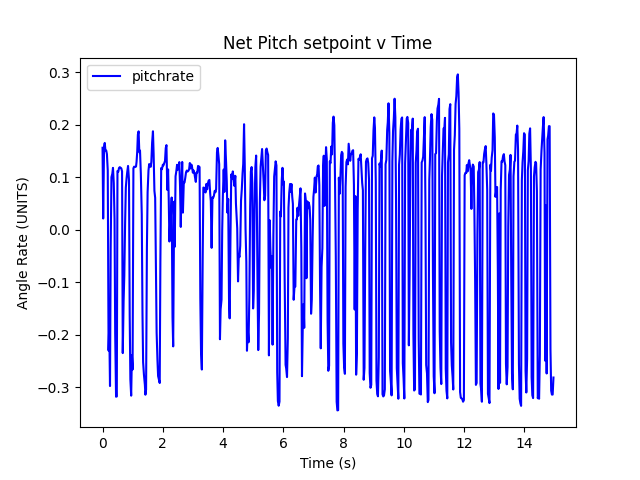 Net Pitch setpoint v Time
pitchrate
Angle Rate (UNITS)
0.3
0.2
0.1
0.0
−0.1
−0.2
−0.3
0 2 4 6 8 10 12 14
Time (s)